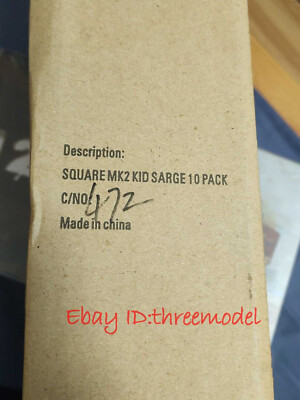 Description:
SQUARE MK2 KID SARGE 10 PACK
C/NO: 472
Made in china
Ebay ID:threemodel